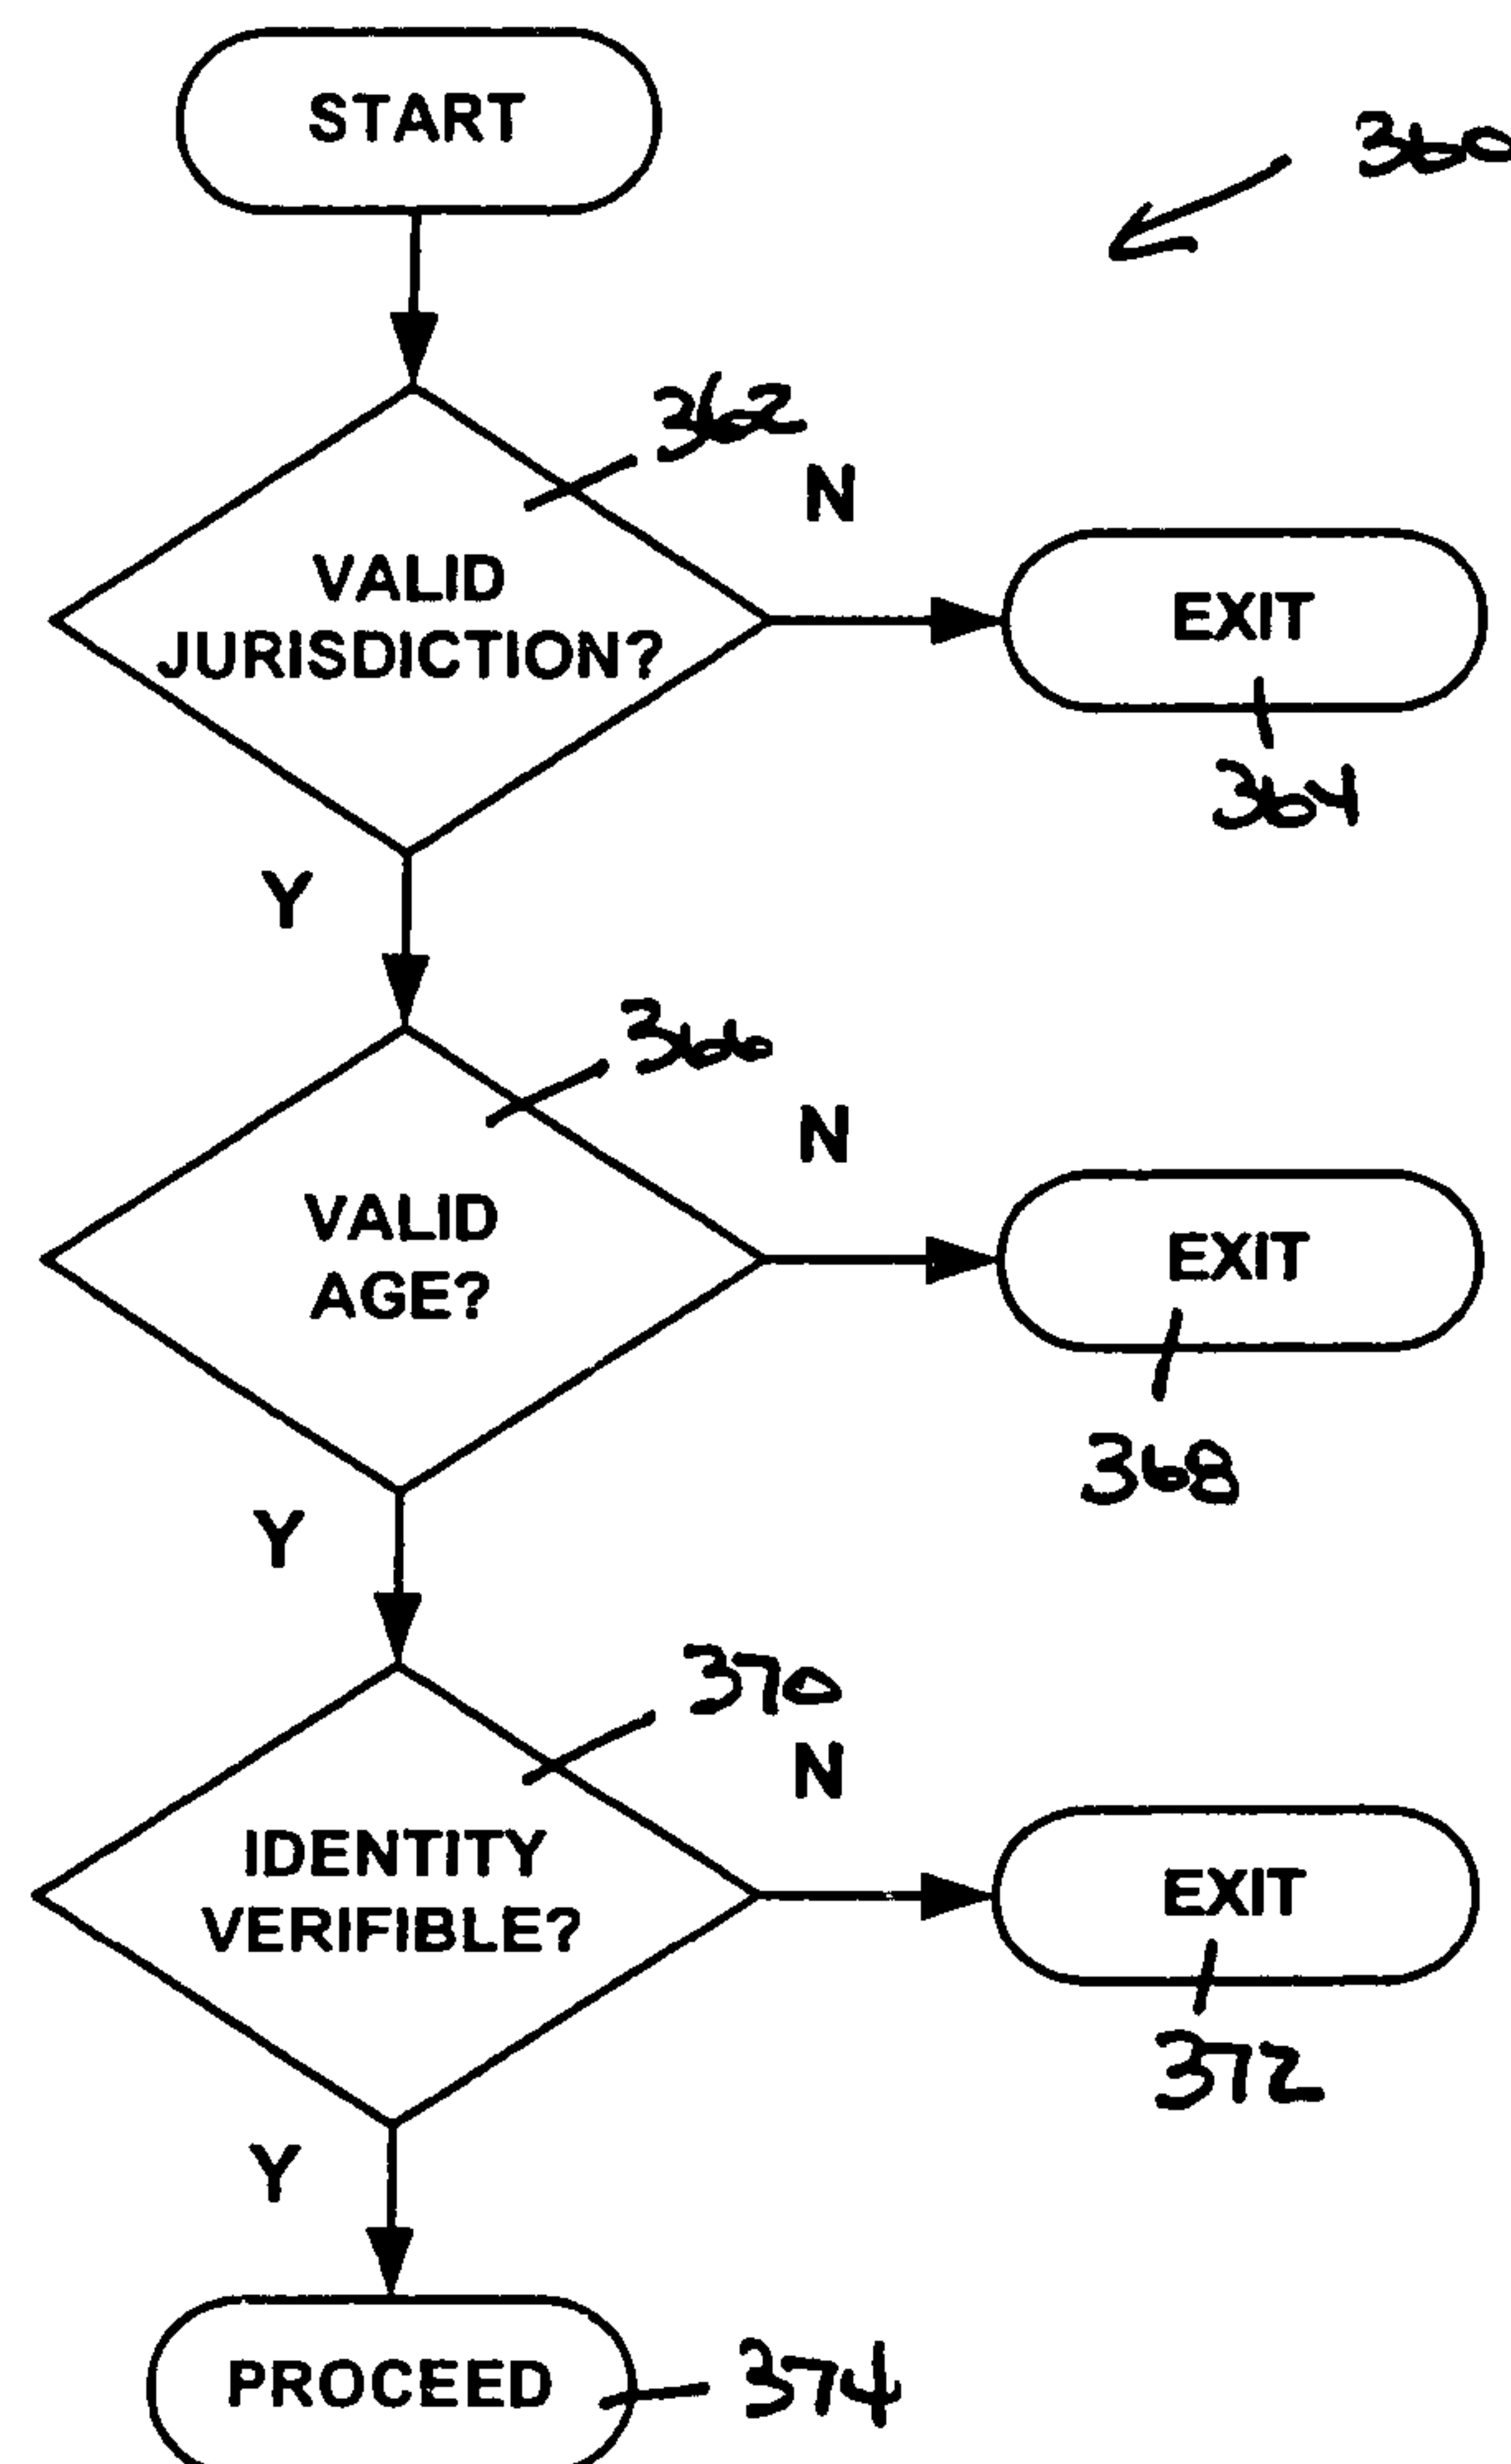 START
360
362
N
VALID
JURISDICTION?
EXIT
364
Y
366
N
VALID
AGE?
EXIT
368
Y
370
N
IDENTITY
VERIFIBLE?
EXIT
372
Y
PROCEED
374